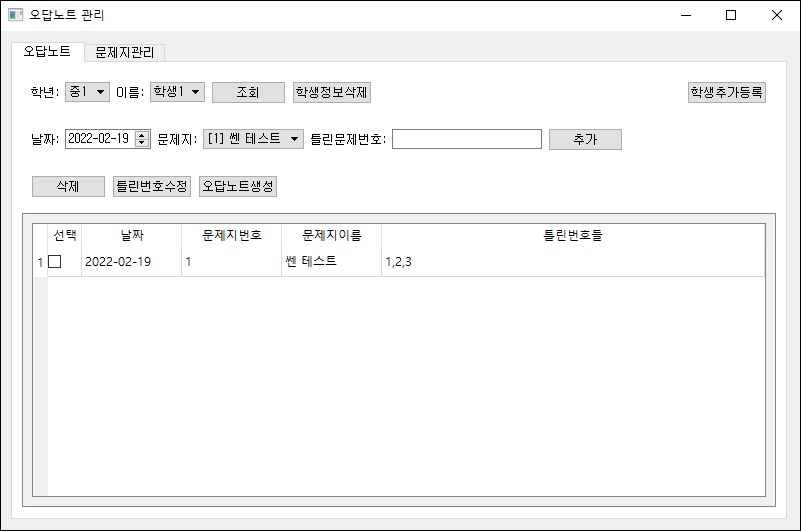 오답노트 관리
오답노트 문제지관리
학년: 중1 이름: 학생1 조회 학생정보삭제 학생추가등록
날짜: 2022-02-19 문제지: [1] 쎈 테스트 틀린문제번호: 추가
삭제 틀린번호수정 오답노트생성
선택 날짜 문제지번호 문제지이름 틀린번호들
1 2022-02-19 1 쎈 테스트 1,2,3